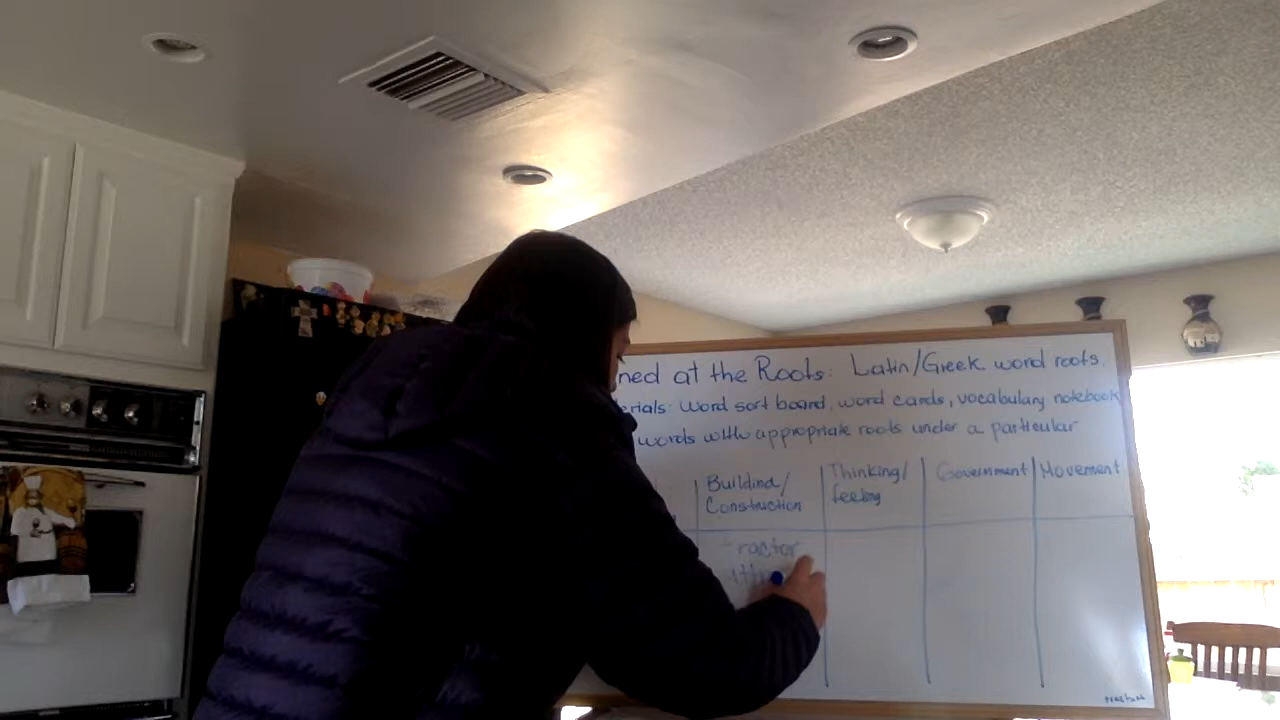 ned at the Roots: Latin/Greek word roots
erials: Word sort board, word cards, vocabulary notebook
words with appropriate roots under a particular
Building/ Thinking/ Government Movement
Construction feeling
ractor